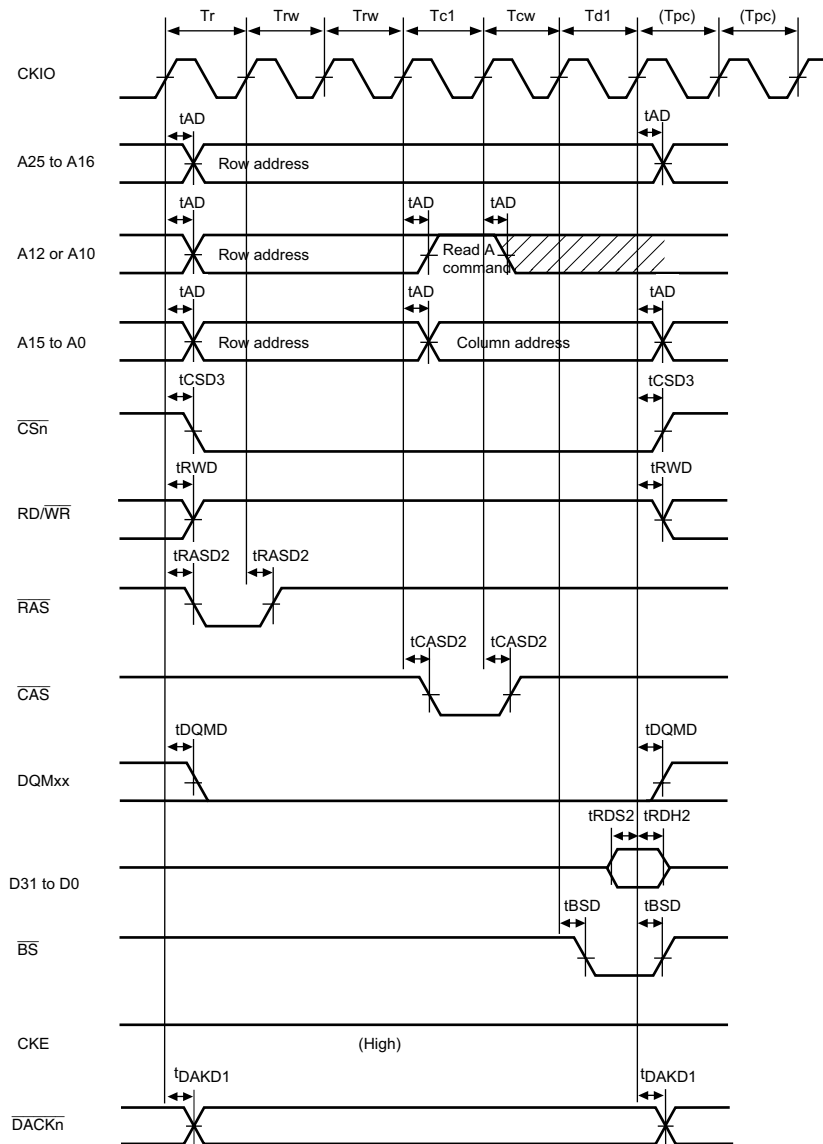 Tr Trw Trw Tc1 Tcw Td1 (Tpc) (Tpc)
CKIO
tAD tAD
A25 to A16 Row address
tAD tAD tAD
A12 or A10 Row address Read A
command
tAD tAD tAD
A15 to A0 Row address Column address
tCSD3 tCSD3
CSn
tRWD tRWD
RD/WR
tRASD2 tRASD2
RAS
tCASD2 tCASD2
CAS
tDQMD tDQMD
DQMxx
tRDS2 tRDH2
D31 to D0
tBSD tBSD
BS
CKE (High)
tDAKD1 tDAKD1
DACKn